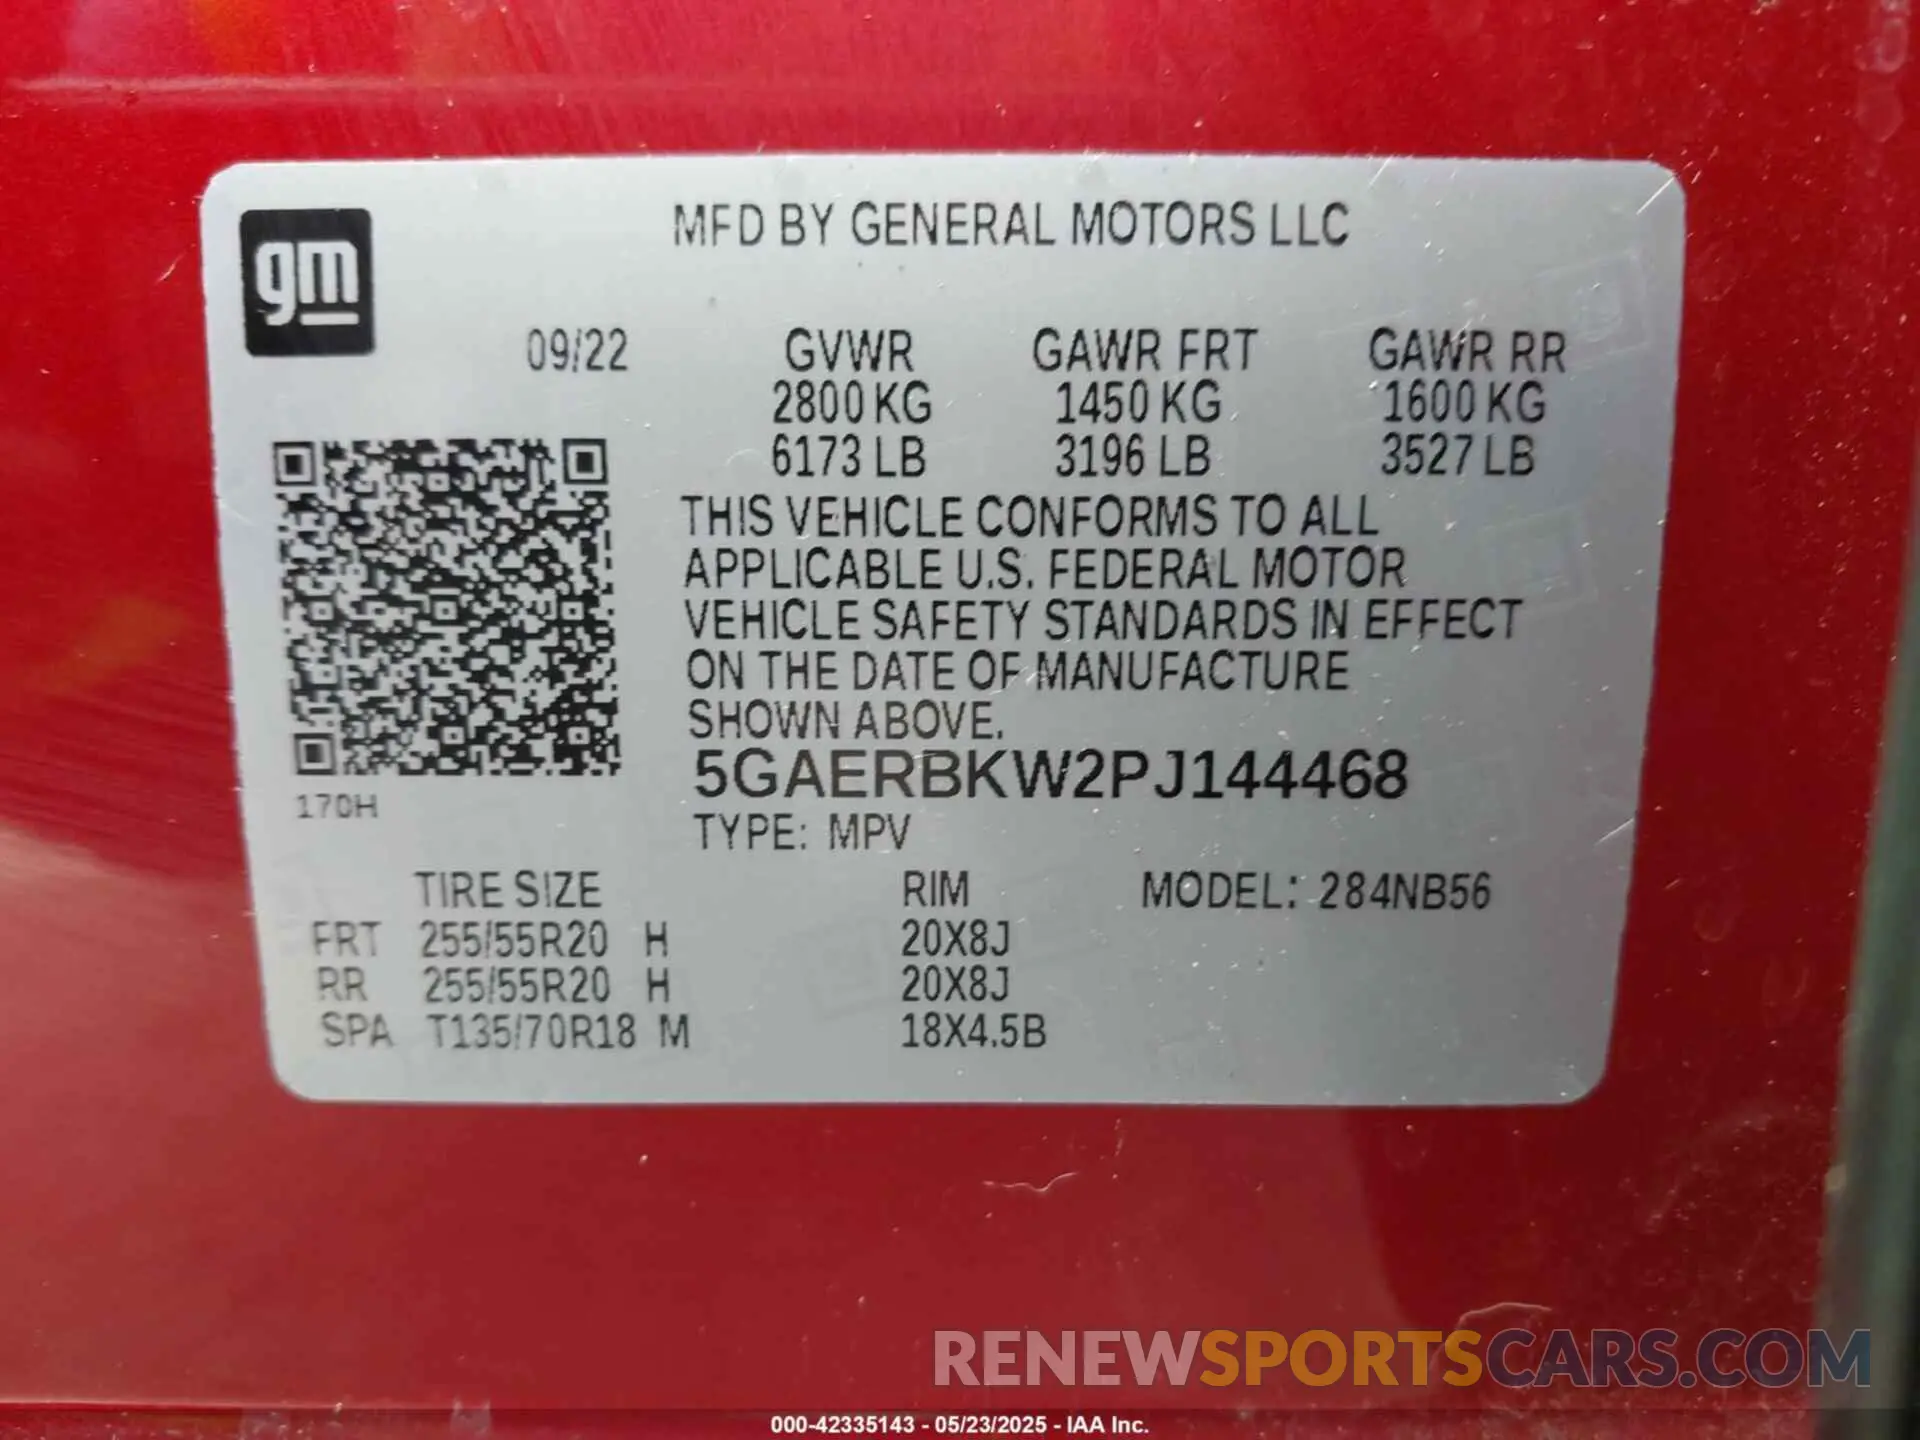 MFD BY GENERAL MOTORS LLC
gm
09/22 GVWR GAWR FRT GAWR RR
2800 KG 1450 KG 1600 KG
6173 LB 3196 LB 3527 LB
THIS VEHICLE CONFORMS TO ALL
APPLICABLE U.S. FEDERAL MOTOR
VEHICLE SAFETY STANDARDS IN EFFECT
ON THE DATE OF MANUFACTURE
SHOWN ABOVE.
5GAERBKW2PJ144468
170H
TYPE: MPV
TIRE SIZE RIM MODEL: 284NB56
FRT 255/55R20 H 20X8J
RR 255/55R20 H 20X8J
SPA T135/70R18 M 18X4.5B
RENEWSPORTSCARS.COM
000-42335143 - 05/23/2025 - IAA Inc.